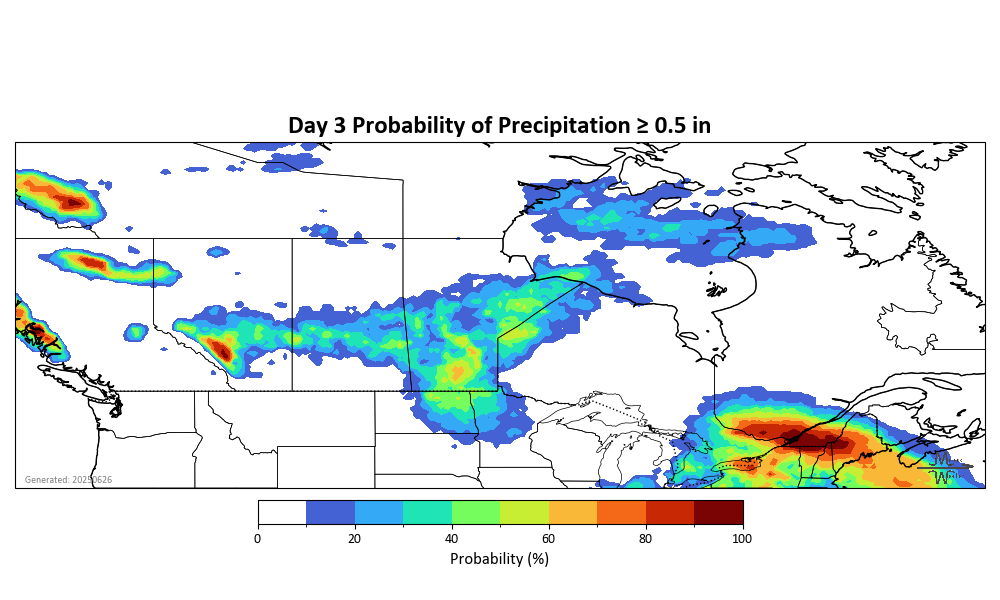 Day 3 Probability of Precipitation ≥ 0.5 in
Generated: 20250626
0 20 40 60 80 100
Probability (%)